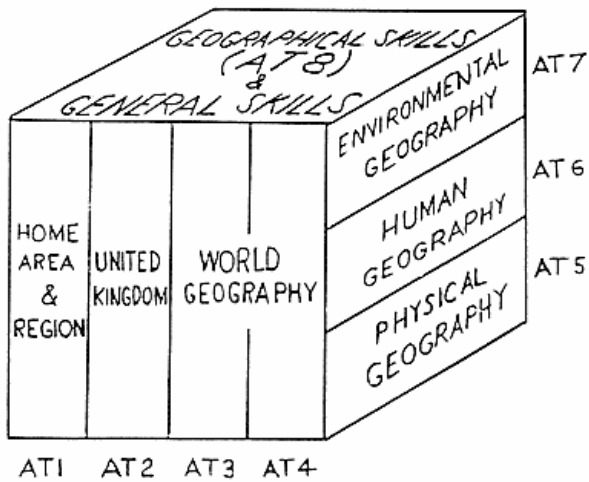 GEOGRAPHICAL SKILLS
(AT8)
&
GENERAL SKILLS
ENVIRONMENTAL
GEOGRAPHY
AT7
HUMAN
GEOGRAPHY
AT6
PHYSICAL
GEOGRAPHY
AT5
HOME
AREA
&
REGION
UNITED
KINGDOM
WORLD
GEOGRAPHY
AT1 AT2 AT3 AT4